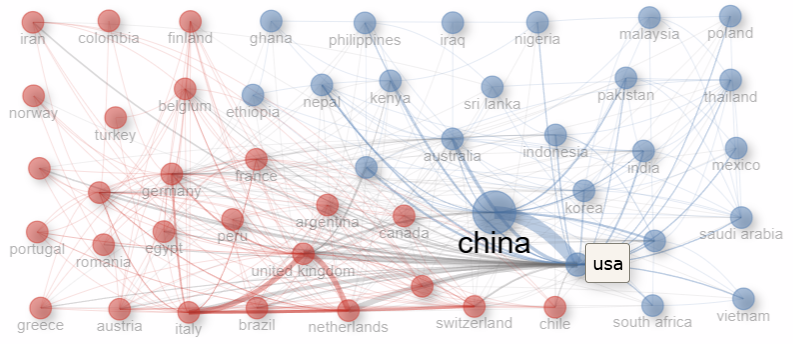 iran colombia finland ghana philippines iraq nigeria malaysia poland
norway turkey belgium ethiopia nepal kenya sri lanka pakistan thailand
germany france australia indonesia india mexico
portugal romania egypt peru argentina canada china korea saudi arabia
united kingdom usa
greece austria italy brazil netherlands switzerland chile south africa vietnam